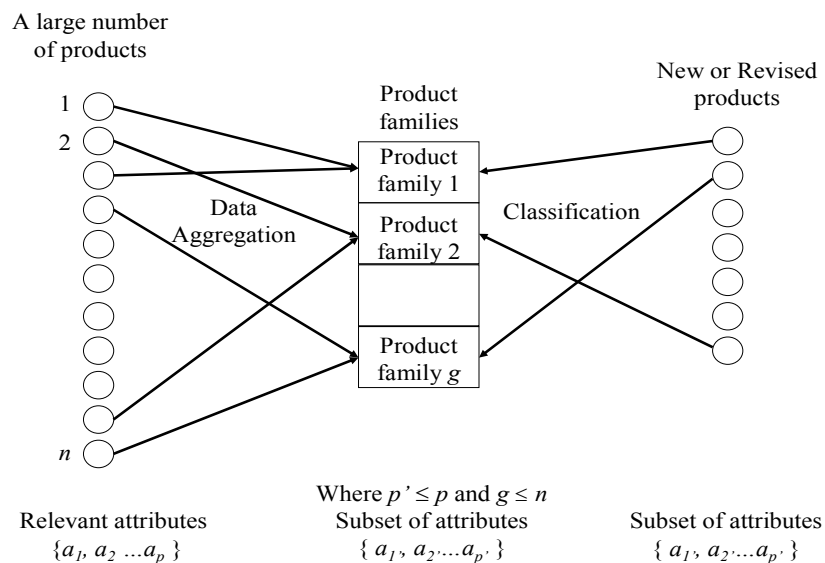 A large number
of products
1
2
n
Data
Aggregation
Product
families
Product
family 1
Product
family 2
Product
family g
Classification
New or Revised
products
Where p’ ≤ p and g ≤ n
Relevant attributes
{a1, a2 ...ap }
Subset of attributes
{ a1', a2'...ap' }
Subset of attributes
{ a1', a2'...ap' }